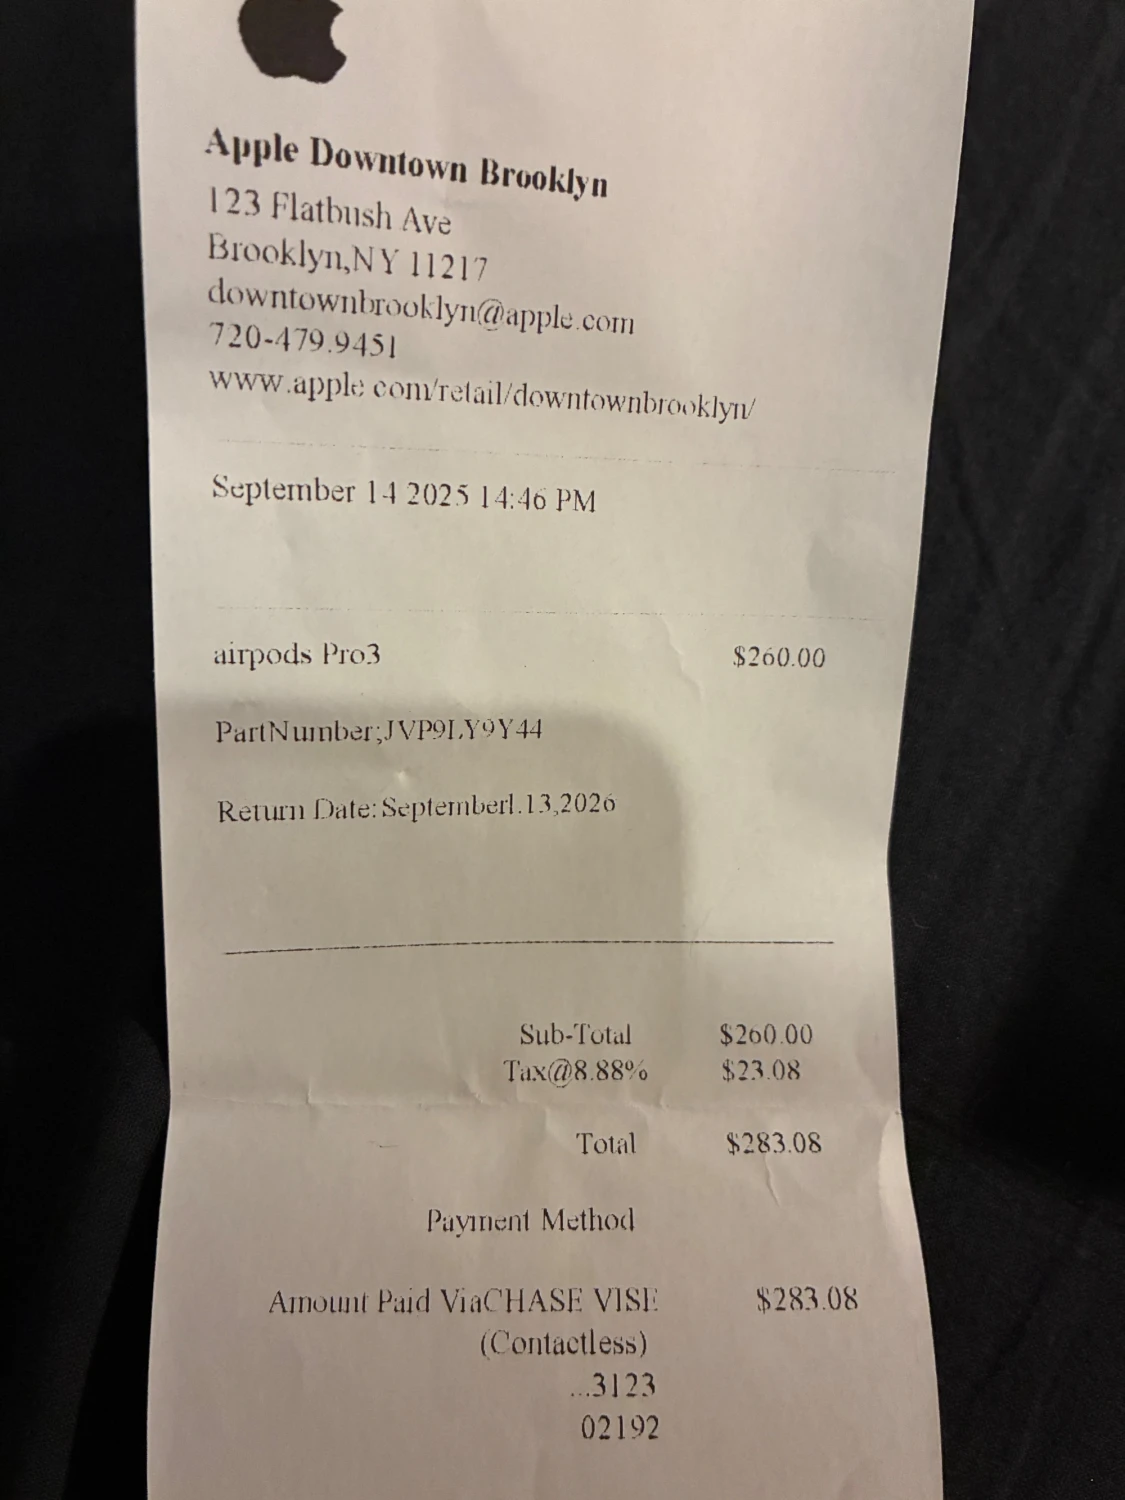 Apple Downtown Brooklyn
123 Flatbush Ave
Brooklyn,NY 11217
downtownbrooklyn@apple.com
720-479.9451
www.apple com/retail/downtownbrooklyn/
September 14 2025 14:46 PM
airpods Pro3 $260.00
PartNumber;JVP9LY9Y44
Return Date:Septemberl.13,2026
Sub-Total $260.00
Tax@8.88% $23.08
Total $283.08
Payment Method
Amount Paid ViaCHASE VISE $283.08
(Contactless)
...3123
02192